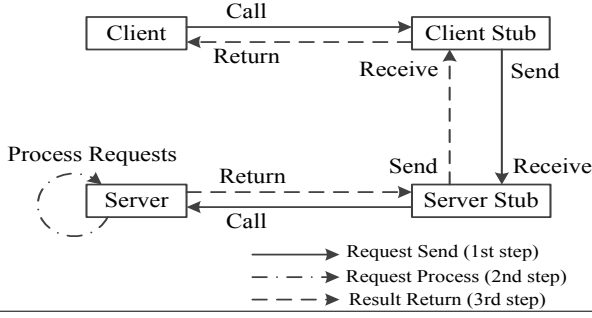 Call
Client
Client Stub
Return
Receive
Send
Process Requests
Send
Receive
Return
Server
Server Stub
Call
Request Send (1st step)
Request Process (2nd step)
Result Return (3rd step)